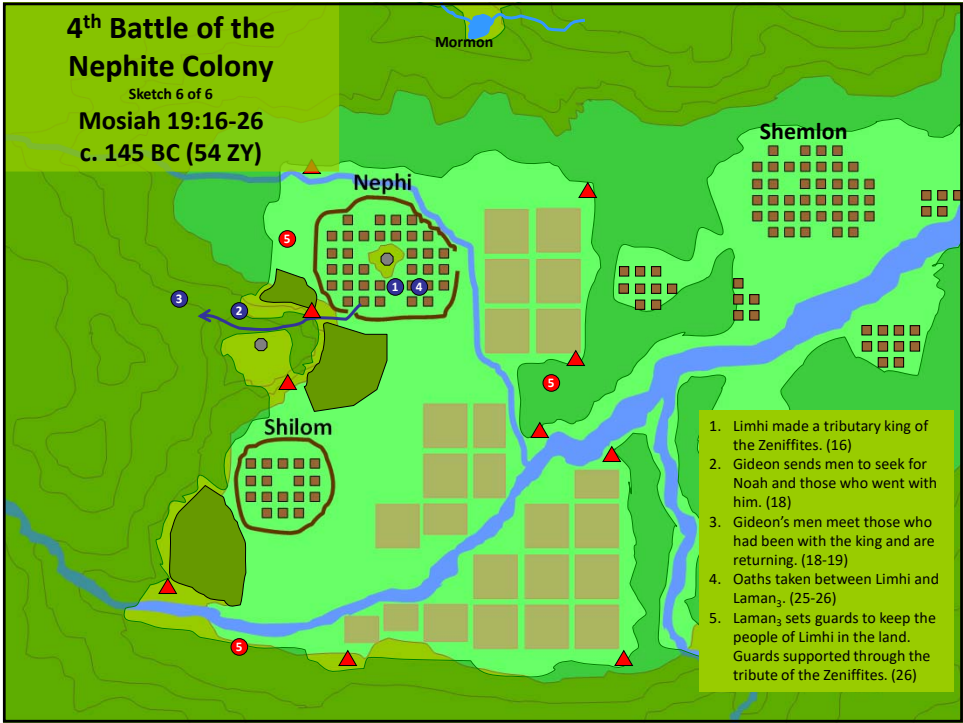 4th Battle of the
Nephite Colony
Sketch 6 of 6
Mosiah 19:16-26
c. 145 BC (54 ZY)
Mormon
Shemlon
Nephi
5
3
2
1
4
5
Shilom
5
1. Limhi made a tributary king of
the Zeniffites. (16)
2. Gideon sends men to seek for
Noah and those who went with
him. (18)
3. Gideon's men meet those who
had been with the king and are
returning. (18-19)
4. Oaths taken between Limhi and
Laman3. (25-26)
5. Laman3 sets guards to keep the
people of Limhi in the land.
Guards supported through the
tribute of the Zeniffites. (26)